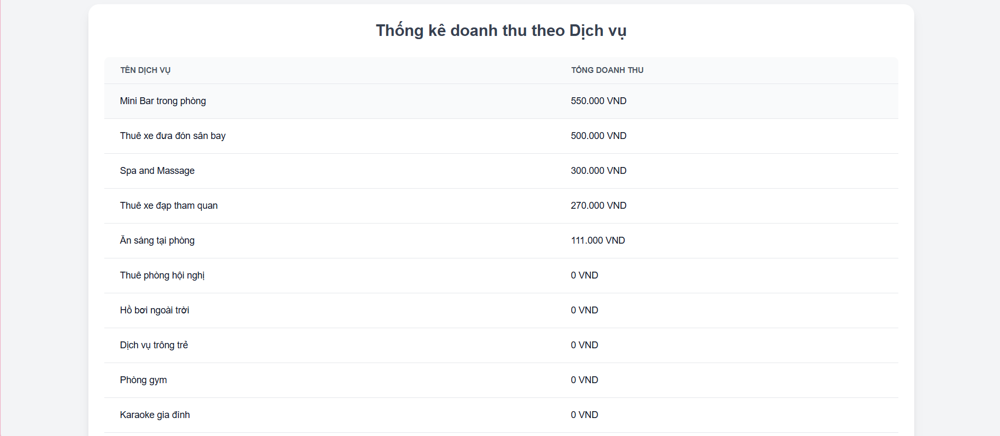 Thống kê doanh thu theo Dịch vụ
TÊN DỊCH VỤ TỔNG DOANH THU
Mini Bar trong phòng 550.000 VND
Thuê xe đưa đón sân bay 500.000 VND
Spa and Massage 300.000 VND
Thuê xe đạp tham quan 270.000 VND
Ăn sáng tại phòng 111.000 VND
Thuê phòng hội nghị 0 VND
Hồ bơi ngoài trời 0 VND
Dịch vụ trông trẻ 0 VND
Phòng gym 0 VND
Karaoke gia đình 0 VND